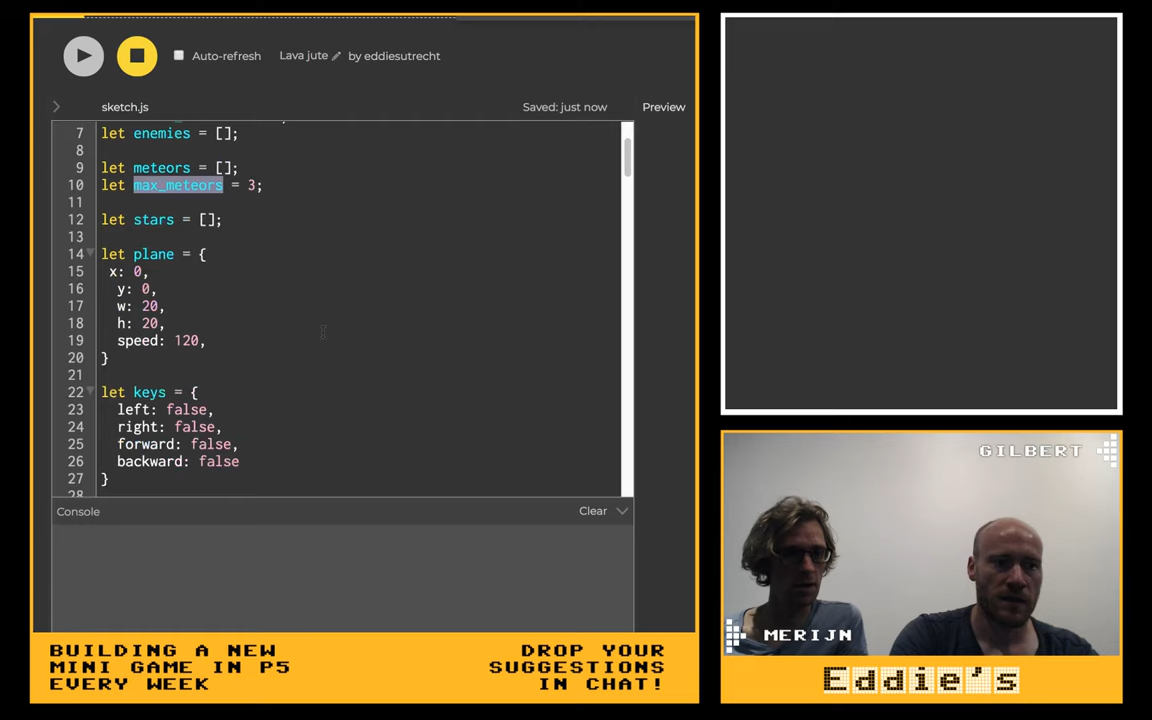 Auto-refresh
Lava jute
by eddiesutrecht
sketch.js
Saved: just now
Preview
7 let enemies = [];
8
9 let meteors = [];
10 let max_meteors = 3;
11
12 let stars = [];
13
14 let plane = {
15 x: 0,
16 y: 0,
17 w: 20,
18 h: 20,
19 speed: 120,
20 }
21
22 let keys = {
23 left: false,
24 right: false,
25 forward: false,
26 backward: false
27 }
28
Console
Clear
BUILDING A NEW
MINI GAME IN P5
EVERY WEEK
DROP YOUR
SUGGESTIONS
IN CHAT!
GILBERT
MERIJN
Eddie's